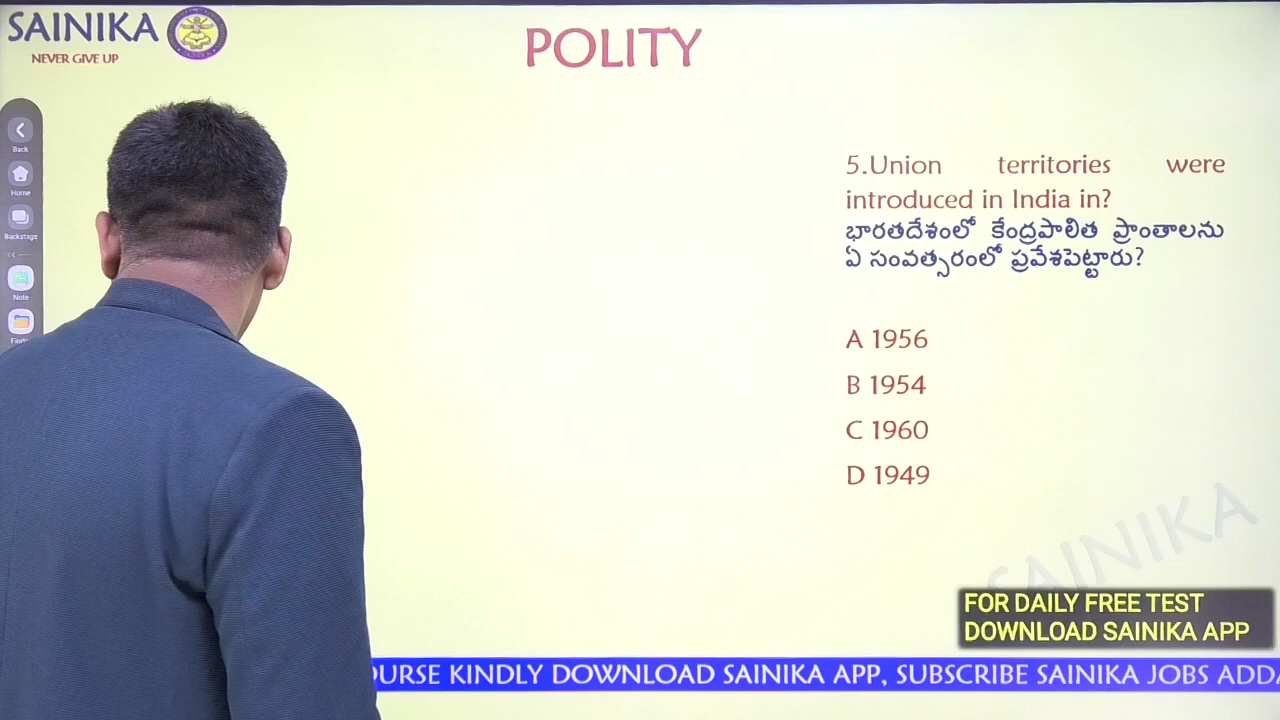 SAINIKA
NEVER GIVE UP
POLITY
Back
Home
Backstage
Note
5.Union territories were
introduced in India in?
భారతదేశంలో కేంద్రపాలిత ప్రాంతాలను
ఏ సంవత్సరంలో ప్రవేశపెట్టారు?
A 1956
B 1954
C 1960
D 1949
SAINIKA
FOR DAILY FREE TEST
DOWNLOAD SAINIKA APP
KINDLY DOWNLOAD SAINIKA APP, SUBSCRIBE SAINIKA JOBS